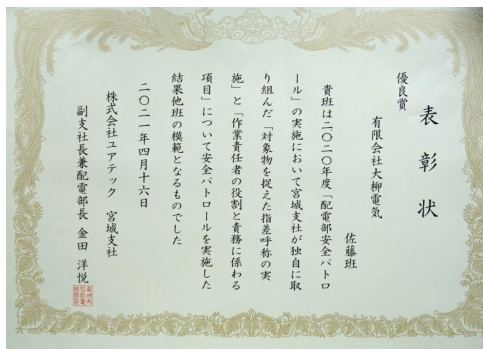 表彰状
優良賞
有限会社大柳電気
佐藤班
貴班は二〇二〇年度「配電部安全パトロ
ール」の実施において宮城支社が独自に取
り組んだ「対象物を捉えた指差呼称の実
施」と「作業責任者の役割と責務に係わる
項目」について安全パトロールを実施した
結果他班の模範となるものでした
二〇二一年四月十六日
株式会社ユアテック 宮城支社
副支社長兼配電部長 金田 洋悦